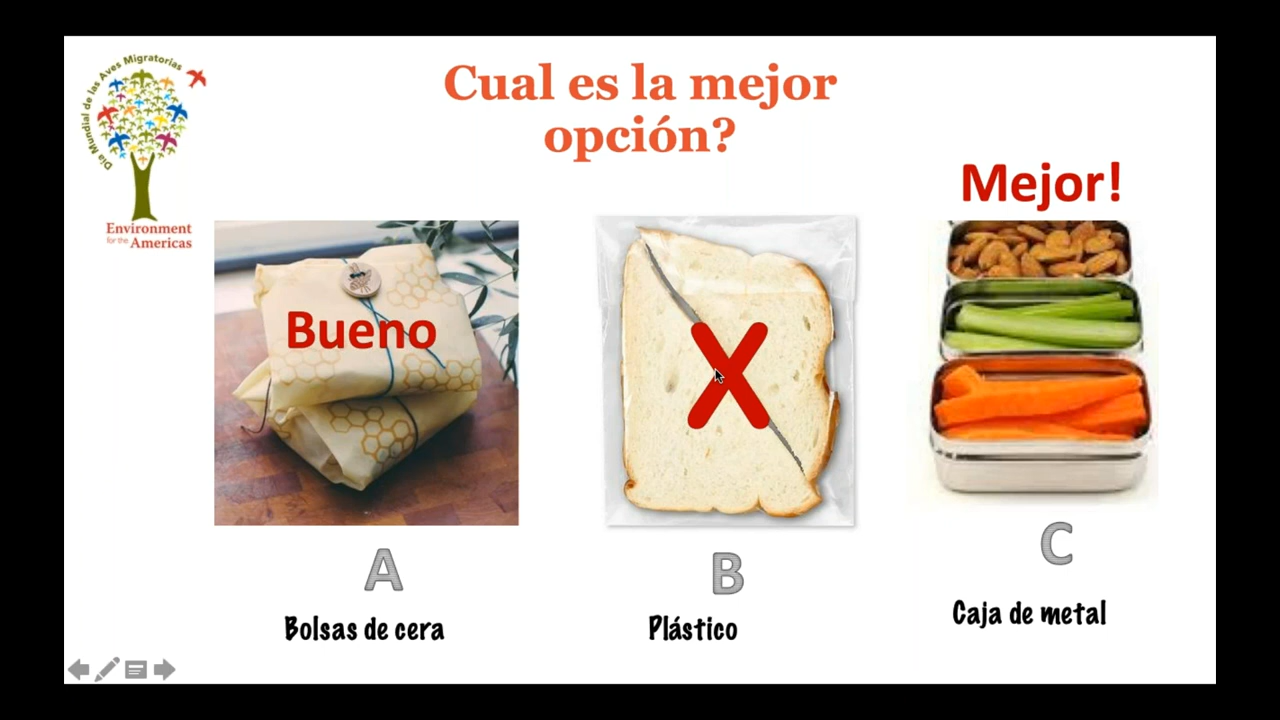 Día Mundial de las Aves Migratorias
Environment
for the Americas
Cual es la mejor
opción?
Mejor!
Bueno
X
A
B
C
Bolsas de cera
Plástico
Caja de metal